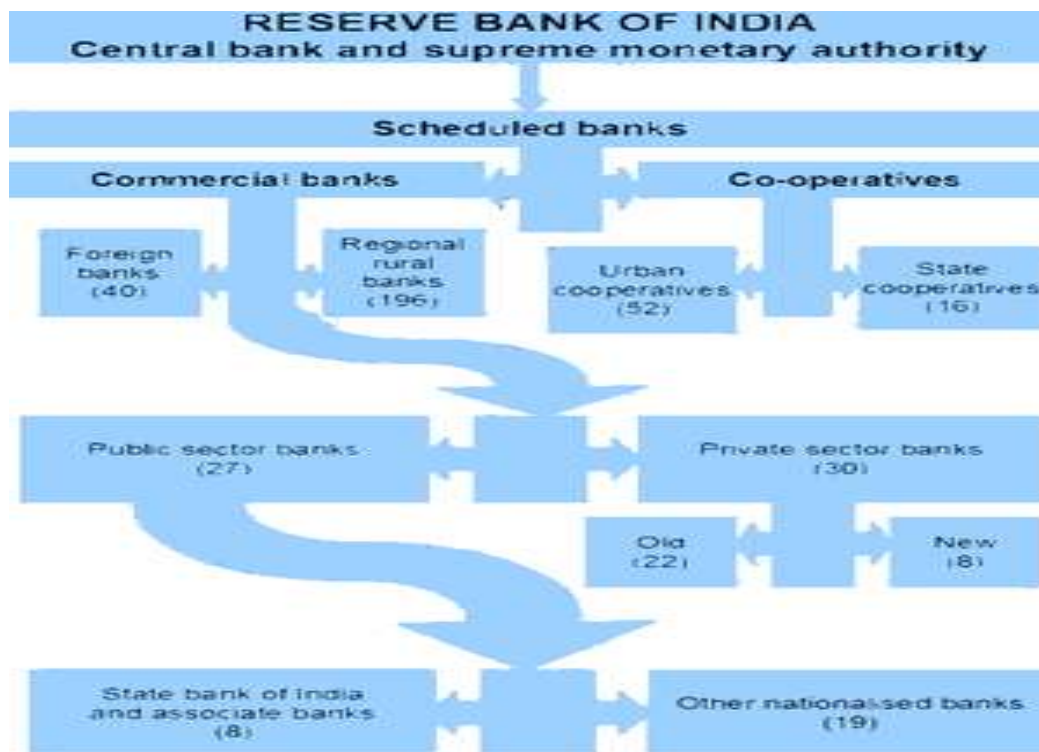 RESERVE BANK OF INDIA
Central bank and supreme monetary authority
Scheduled banks
Commercial banks
Co-operatives
Foreign
banks
(40)
Regional
rural
banks
(196)
Urban
cooperatives
(52)
State
cooperatives
(16)
Public sector banks
(27)
Private sector banks
(30)
Old
(22)
New
(8)
State bank of India
and associate banks
(8)
Other nationalised banks
(19)